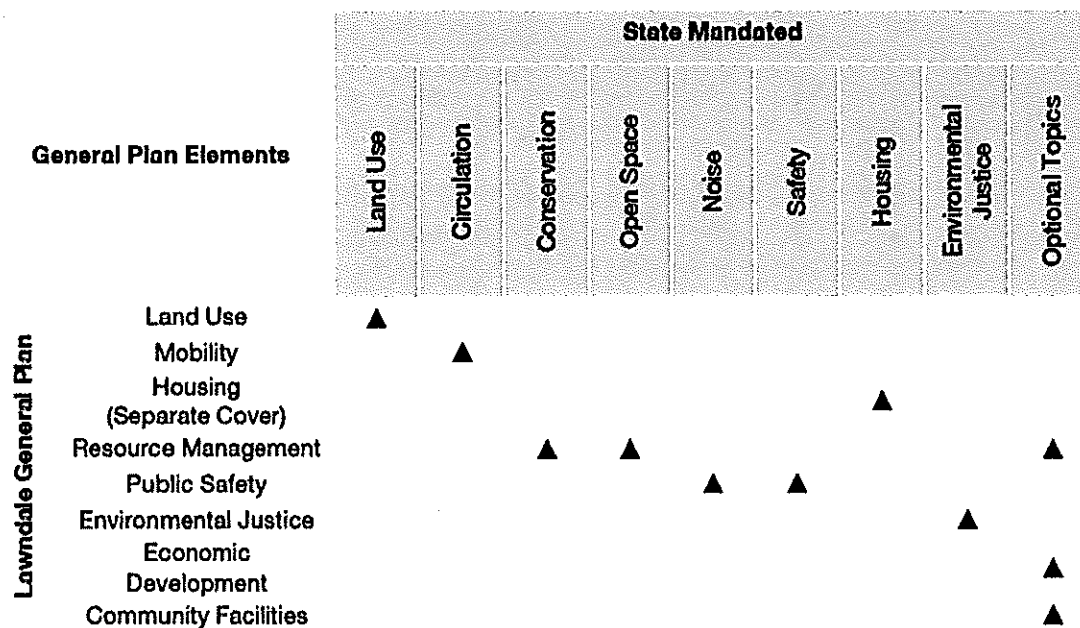 State Mandated
General Plan Elements
Land Use
Circulation
Conservation
Open Space
Noise
Safety
Housing
Environmental
Justice
Optional Topics
Lawndale General Plan
Land Use
▲
Mobility
▲
Housing
(Separate Cover)
▲
Resource Management
▲ ▲ ▲
Public Safety
▲ ▲
Environmental Justice
▲
Economic
Development
▲
Community Facilities
▲